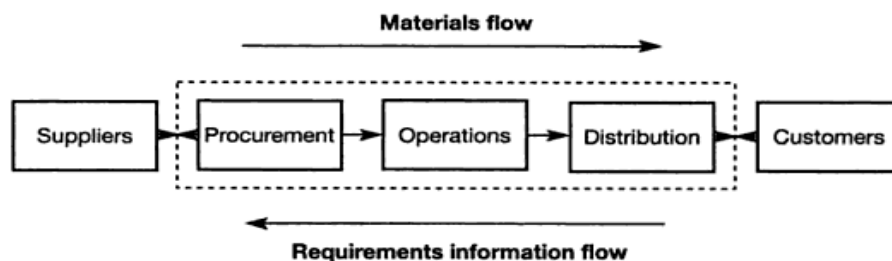 Materials flow
Suppliers Procurement Operations Distribution Customers
Requirements information flow